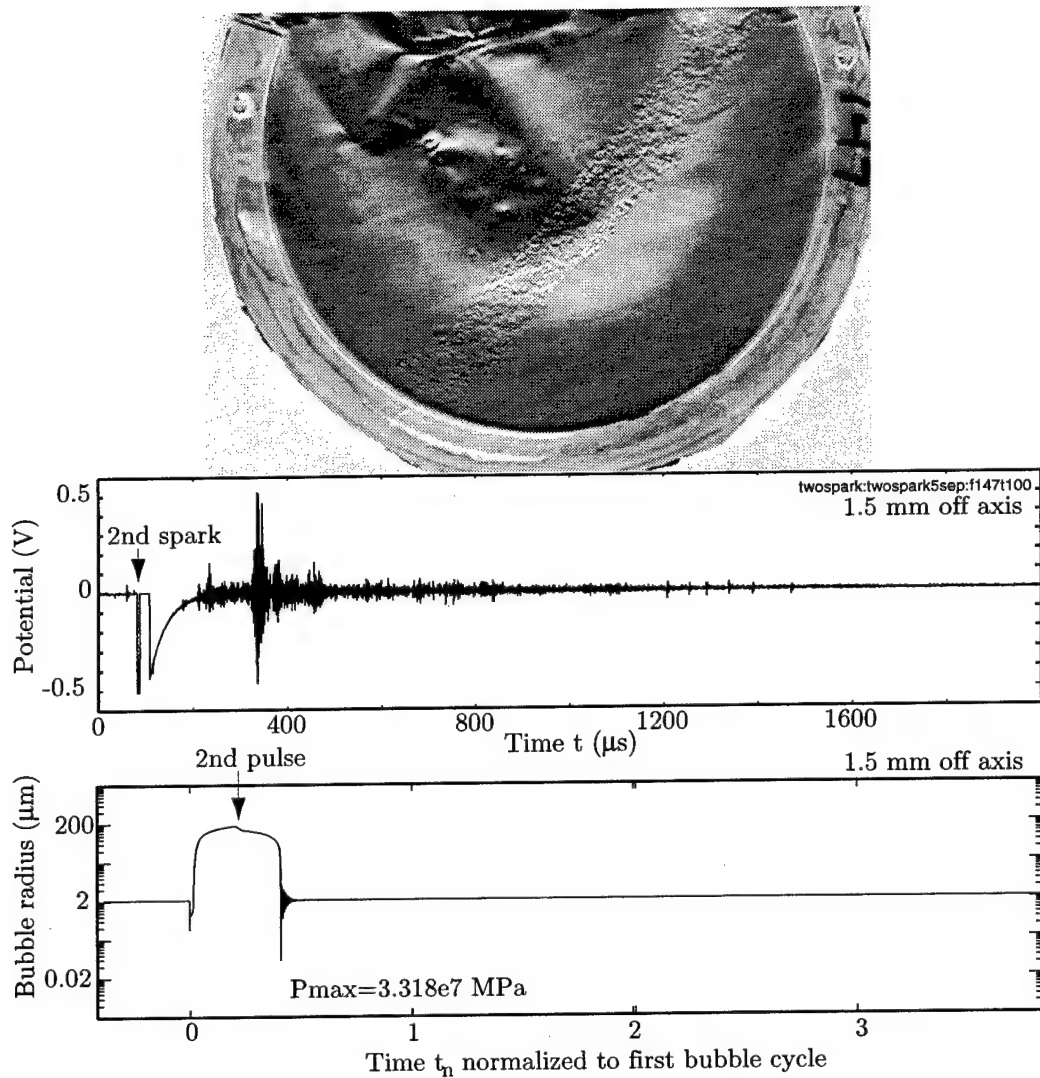 147
twospark:twospark5sep:f147t100
1.5 mm off axis
2nd spark
Potential (V)
0.5
0
-0.5
0
400
800
1200
1600
Time t (μs)
2nd pulse
1.5 mm off axis
Bubble radius (μm)
200
2
0.02
Pmax=3.318e7 MPa
0
1
2
3
Time tn normalized to first bubble cycle